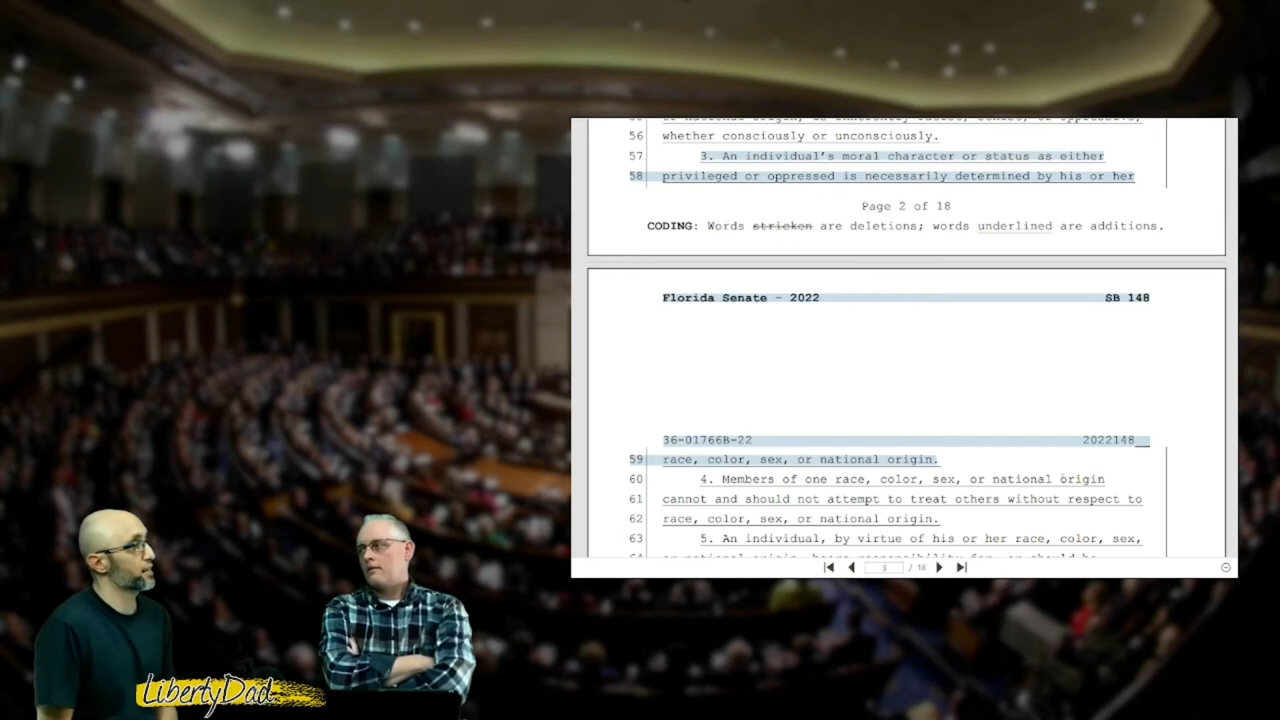 56 whether consciously or unconsciously.
57 3. An individual's moral character or status as either
58 privileged or oppressed is necessarily determined by his or her
Page 2 of 18
CODING: Words stricken are deletions; words underlined are additions.
Florida Senate - 2022 SB 148
36-01766B-22 2022148__
59 race, color, sex, or national origin.
60 4. Members of one race, color, sex, or national origin
61 cannot and should not attempt to treat others without respect to
62 race, color, sex, or national origin.
63 5. An individual, by virtue of his or her race, color, sex,
3 / 18
LibertyDad